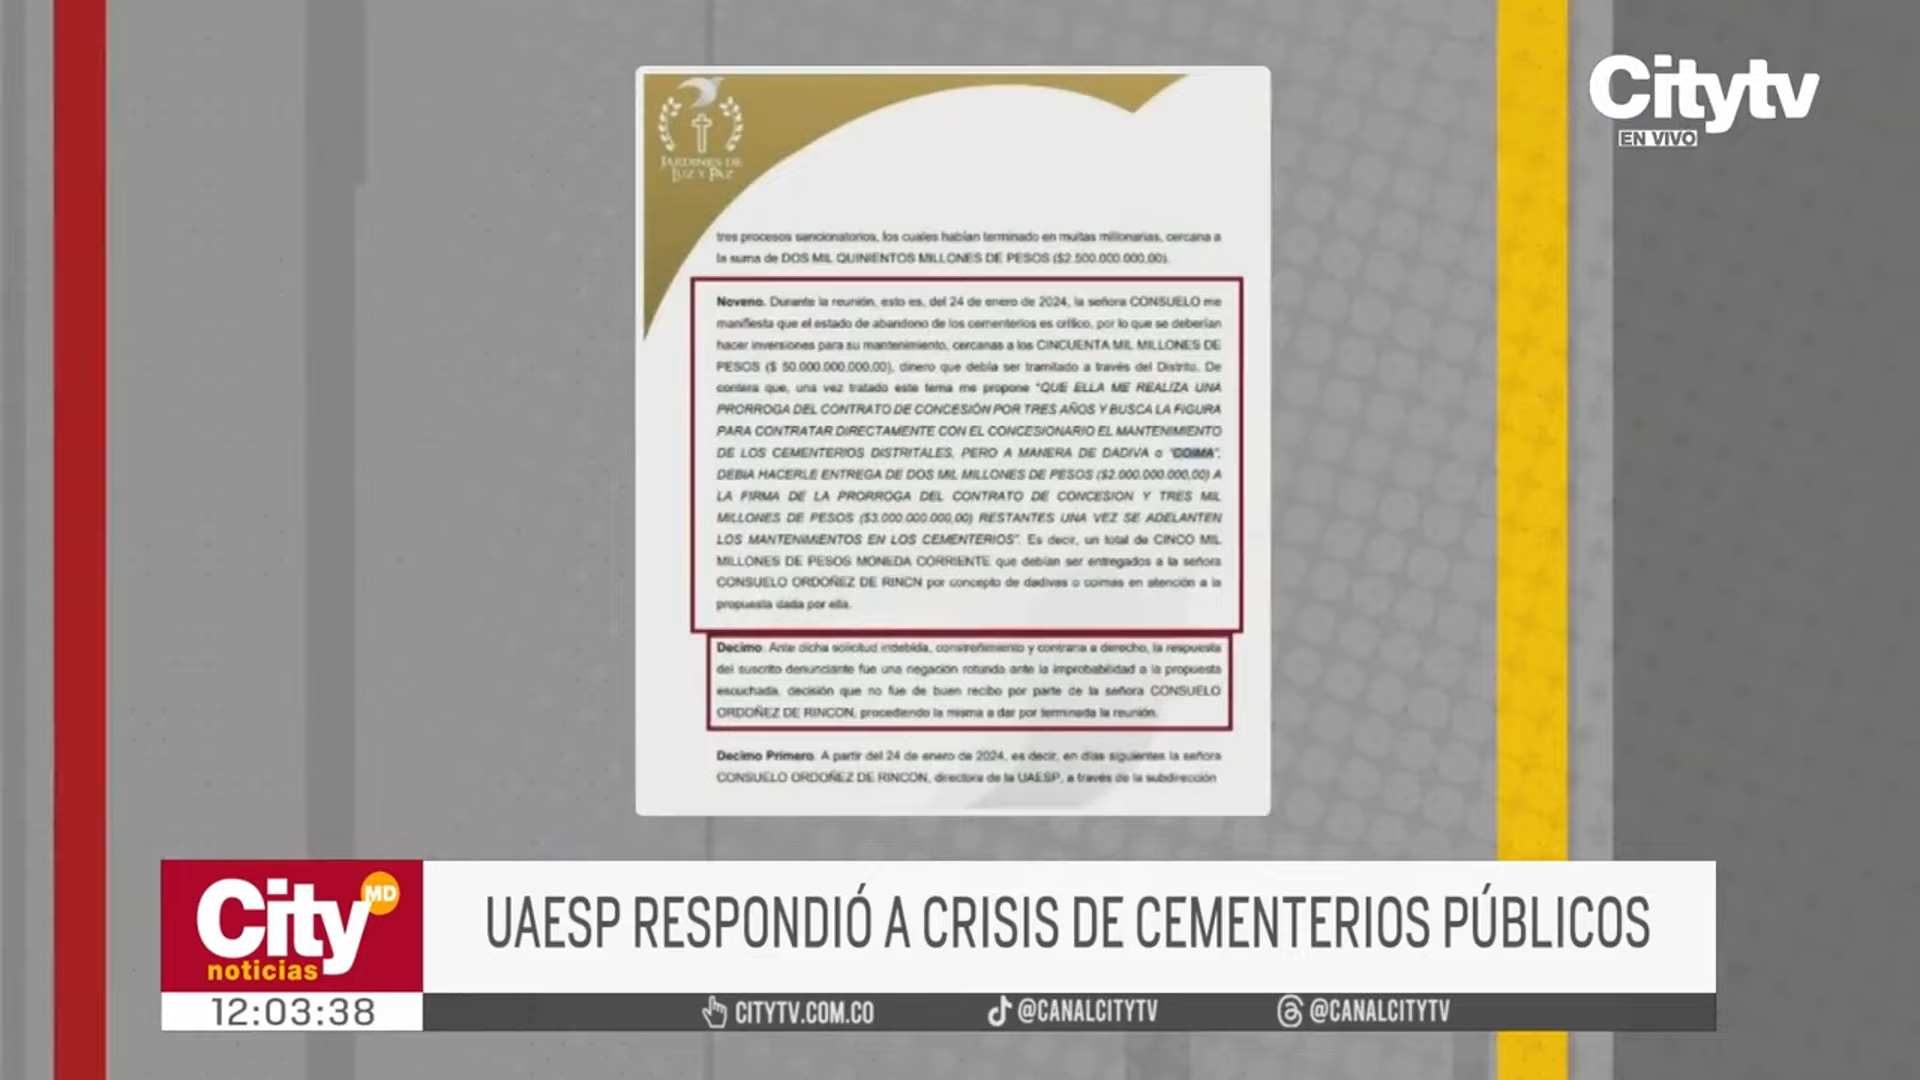 Citytv
EN VIVO
JARDINES DE
LUZ Y PAZ
tres procesos sancionatorios, los cuales habían terminado en multas millonarias, cercana a
la suma de DOS MIL QUINIENTOS MILLONES DE PESOS ($2.500.000.000,00).
Noveno. Durante la reunión, esto es, del 24 de enero de 2024, la señora CONSUELO me
manifiesta que el estado de abandono de los cementerios es crítico, por lo que se deberían
hacer inversiones para su mantenimiento, cercanas a los CINCUENTA MIL MILLONES DE
PESOS ($ 50.000.000.000,00), dinero que debía ser tramitado a través del Distrito. De
contera que, una vez tratado este tema me propone "QUE ELLA ME REALIZA UNA
PRORROGA DEL CONTRATO DE CONCESIÓN POR TRES AÑOS Y BUSCA LA FIGURA
PARA CONTRATAR DIRECTAMENTE CON EL CONCESIONARIO EL MANTENIMIENTO
DE LOS CEMENTERIOS DISTRITALES, PERO A MANERA DE DADIVA o "COIMA",
DEBIA HACERLE ENTREGA DE DOS MIL MILLONES DE PESOS ($2.000.000.000,00) A
LA FIRMA DE LA PRORROGA DEL CONTRATO DE CONCESION Y TRES MIL
MILLONES DE PESOS ($3.000.000.000,00) RESTANTES UNA VEZ SE ADELANTEN
LOS MANTENIMIENTOS EN LOS CEMENTERIOS". Es decir, un total de CINCO MIL
MILLONES DE PESOS MONEDA CORRIENTE que debían ser entregados a la señora
CONSUELO ORDOÑEZ DE RINCN por concepto de dadivas o coimas en atención a la
propuesta dada por ella.
Decimo. Ante dicha solicitud indebida, constreñimiento y contraria a derecho, la respuesta
del suscrito denunciante fue una negación rotunda ante la improbabilidad a la propuesta
escuchada, decisión que no fue de buen recibo por parte de la señora CONSUELO
ORDOÑEZ DE RINCON, procediendo la misma a dar por terminada la reunión.
Decimo Primero. A partir del 24 de enero de 2024, es decir, en días siguientes la señora
CONSUELO ORDOÑEZ DE RINCON, directora de la UAESP, a través de la subdirección
City MD
noticias
UAESP RESPONDIÓ A CRISIS DE CEMENTERIOS PÚBLICOS
12:03:38
CITYTV.COM.CO
@CANALCITYTV
@CANALCITYTV